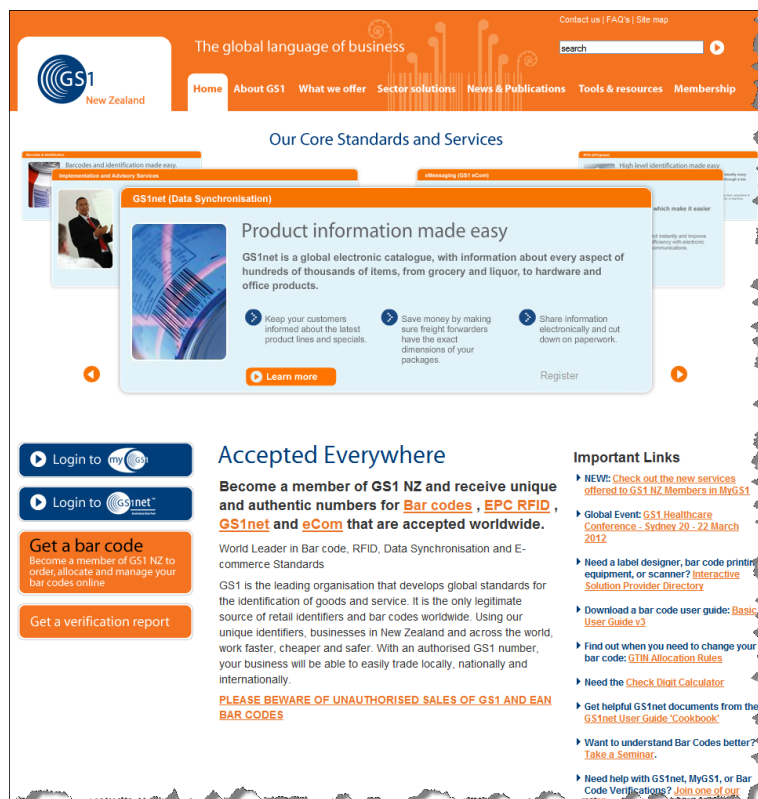 Contact us | FAQ's | Site map
The global language of business
search
GS1
New Zealand
Home About GS1 What we offer Sector solutions News & Publications Tools & resources Membership
Our Core Standards and Services
Barcodes & Identification
Barcodes and identification made easy.
High level identification made easy
Implementation and Advisory Services
eMessaging (GS1 eCom)
which make it easier
GS1net (Data Synchronisation)
Product information made easy
GS1net is a global electronic catalogue, with information about every aspect of
hundreds of thousands of items, from grocery and liquor, to hardware and
office products.
Keep your customers
informed about the latest
product lines and specials.
Save money by making
sure freight forwarders
have the exact
dimensions of your
packages.
Share information
electronically and cut
down on paperwork.
Learn more
Register
Login to myGS1
Login to GS1net
Get a bar code
Become a member of GS1 NZ to
order, allocate and manage your
bar codes online
Get a verification report
Accepted Everywhere
Become a member of GS1 NZ and receive unique
and authentic numbers for Bar codes , EPC RFID ,
GS1net and eCom that are accepted worldwide.
World Leader in Bar code, RFID, Data Synchronisation and E-
commerce Standards
GS1 is the leading organisation that develops global standards for
the identification of goods and service. It is the only legitimate
source of retail identifiers and bar codes worldwide. Using our
unique identifiers, businesses in New Zealand and across the world,
work faster, cheaper and safer. With an authorised GS1 number,
your business will be able to easily trade locally, nationally and
internationally.
PLEASE BEWARE OF UNAUTHORISED SALES OF GS1 AND EAN
BAR CODES
Important Links
NEW!: Check out the new services
offered to GS1 NZ Members in MyGS1
Global Event: GS1 Healthcare
Conference - Sydney 20 - 22 March
2012
Need a label designer, bar code printing
equipment, or scanner? Interactive
Solution Provider Directory
Download a bar code user guide: Basic
User Guide v3
Find out when you need to change your
bar code: GTIN Allocation Rules
Need the Check Digit Calculator
Get helpful GS1net documents from the
GS1net User Guide 'Cookbook'
Want to understand Bar Codes better?
Take a Seminar.
Need help with GS1net, MyGS1, or Bar
Code Verifications? Join one of our